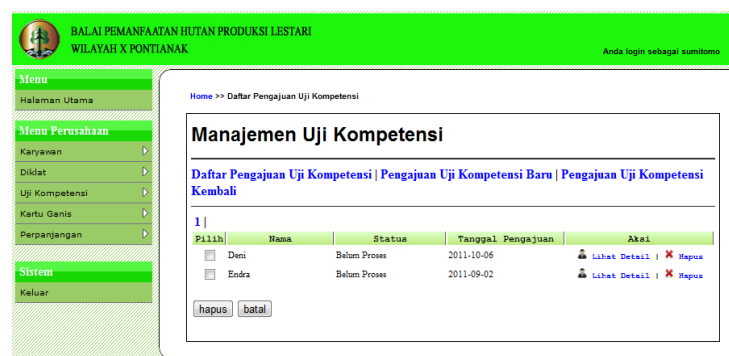 BALAI PEMANFAATAN HUTAN PRODUKSI LESTARI
WILAYAH X PONTIANAK
Anda login sebagai sumitomo
Menu
Halaman Utama
Menu Perusahaan
Karyawan
Diklat
Uji Kompetensi
Kartu Ganis
Perpanjangan
Sistem
Keluar
Home >> Daftar Pengajuan Uji Kompetensi
Manajemen Uji Kompetensi
Daftar Pengajuan Uji Kompetensi | Pengajuan Uji Kompetensi Baru | Pengajuan Uji Kompetensi
Kembali
1 |
Pilih Nama Status Tanggal Pengajuan Aksi
Deni Belum Proses 2011-10-06 Lihat Detail | Hapus
Endra Belum Proses 2011-09-02 Lihat Detail | Hapus
hapus batal